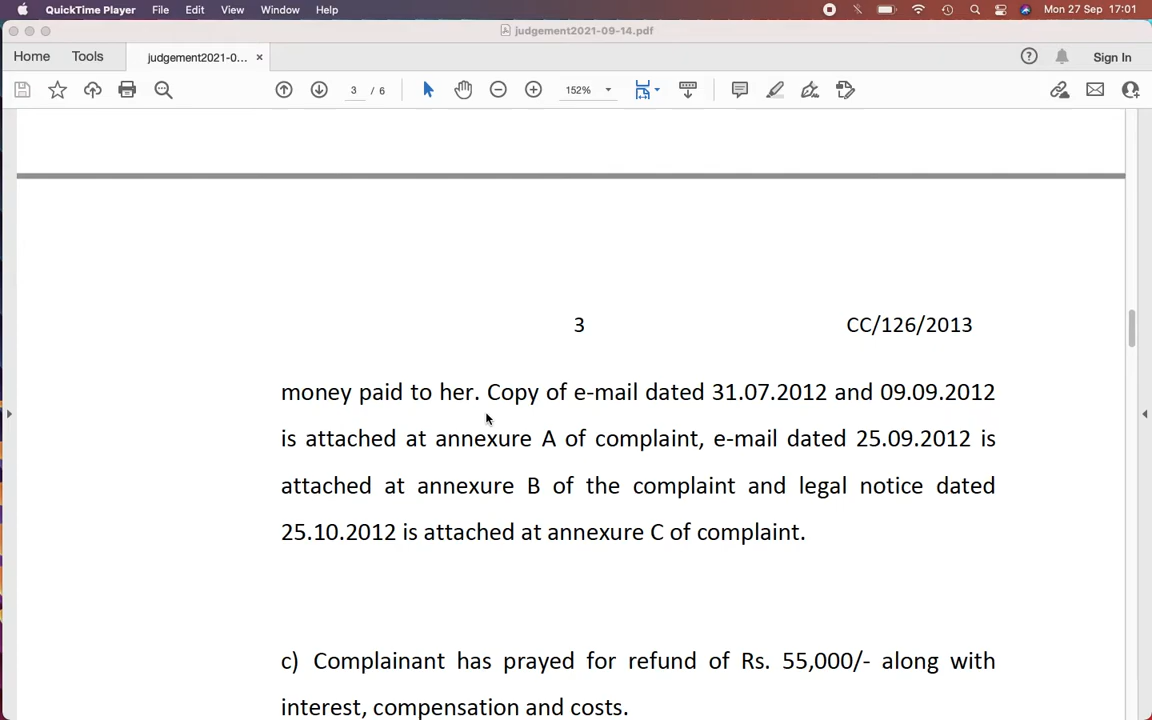 QuickTime Player File Edit View Window Help Mon 27 Sep 17:01
judgement2021-09-14.pdf
Home Tools judgement2021-0... × Sign In
3 / 6 152%
3 CC/126/2013
money paid to her. Copy of e-mail dated 31.07.2012 and 09.09.2012
is attached at annexure A of complaint, e-mail dated 25.09.2012 is
attached at annexure B of the complaint and legal notice dated
25.10.2012 is attached at annexure C of complaint.
c) Complainant has prayed for refund of Rs. 55,000/- along with
interest, compensation and costs.